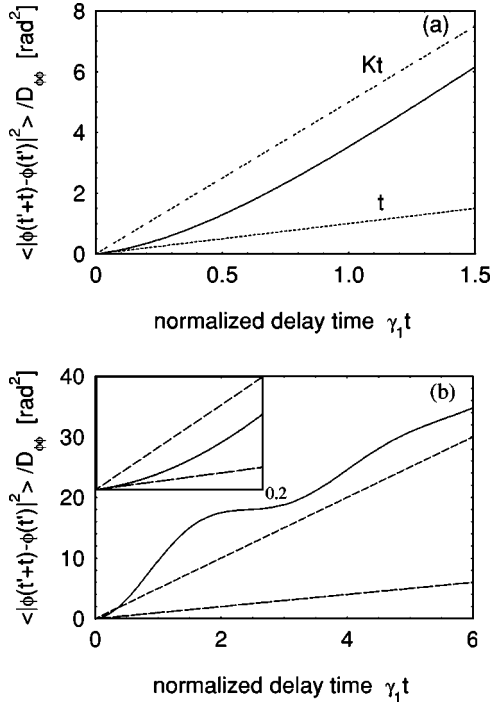 (a)
<|ϕ(t'+t)-ϕ(t')|²> /D_ϕϕ [rad²]
8
6
4
2
0
Kt
t
0 0.5 1.0 1.5
normalized delay time γ₁t
(b)
<|ϕ(t'+t)-ϕ(t')|²> /D_ϕϕ [rad²]
40
30
20
10
0
0.2
0 2 4 6
normalized delay time γ₁t